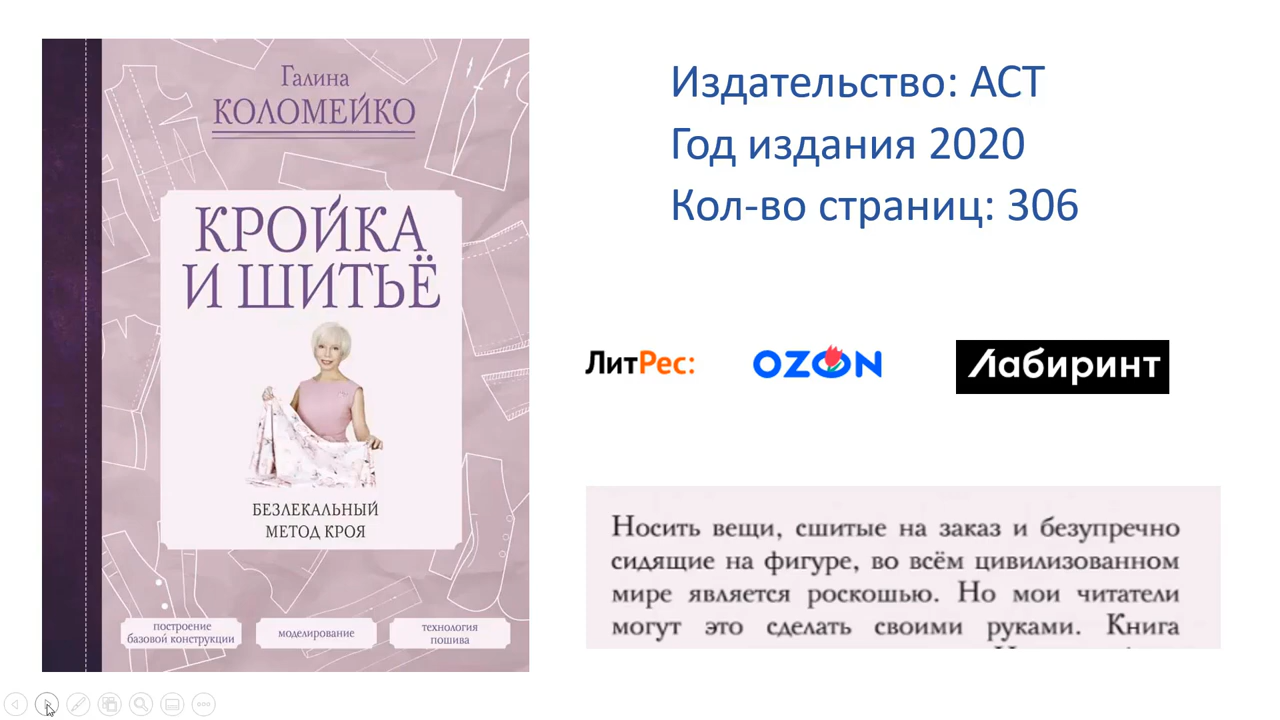 Галина
КОЛОМЕЙКО
КРОЙКА
И ШИТЬЁ
БЕЗЛЕКАЛЬНЫЙ
МЕТОД КРОЯ
построение
базовой конструкции
моделирование
технология
пошива
Издательство: АСТ
Год издания 2020
Кол-во страниц: 306
ЛитРес:
OZON
Лабиринт
Носить вещи, сшитые на заказ и безупречно
сидящие на фигуре, во всём цивилизованном
мире является роскошью. Но мои читатели
могут это сделать своими руками. Книга